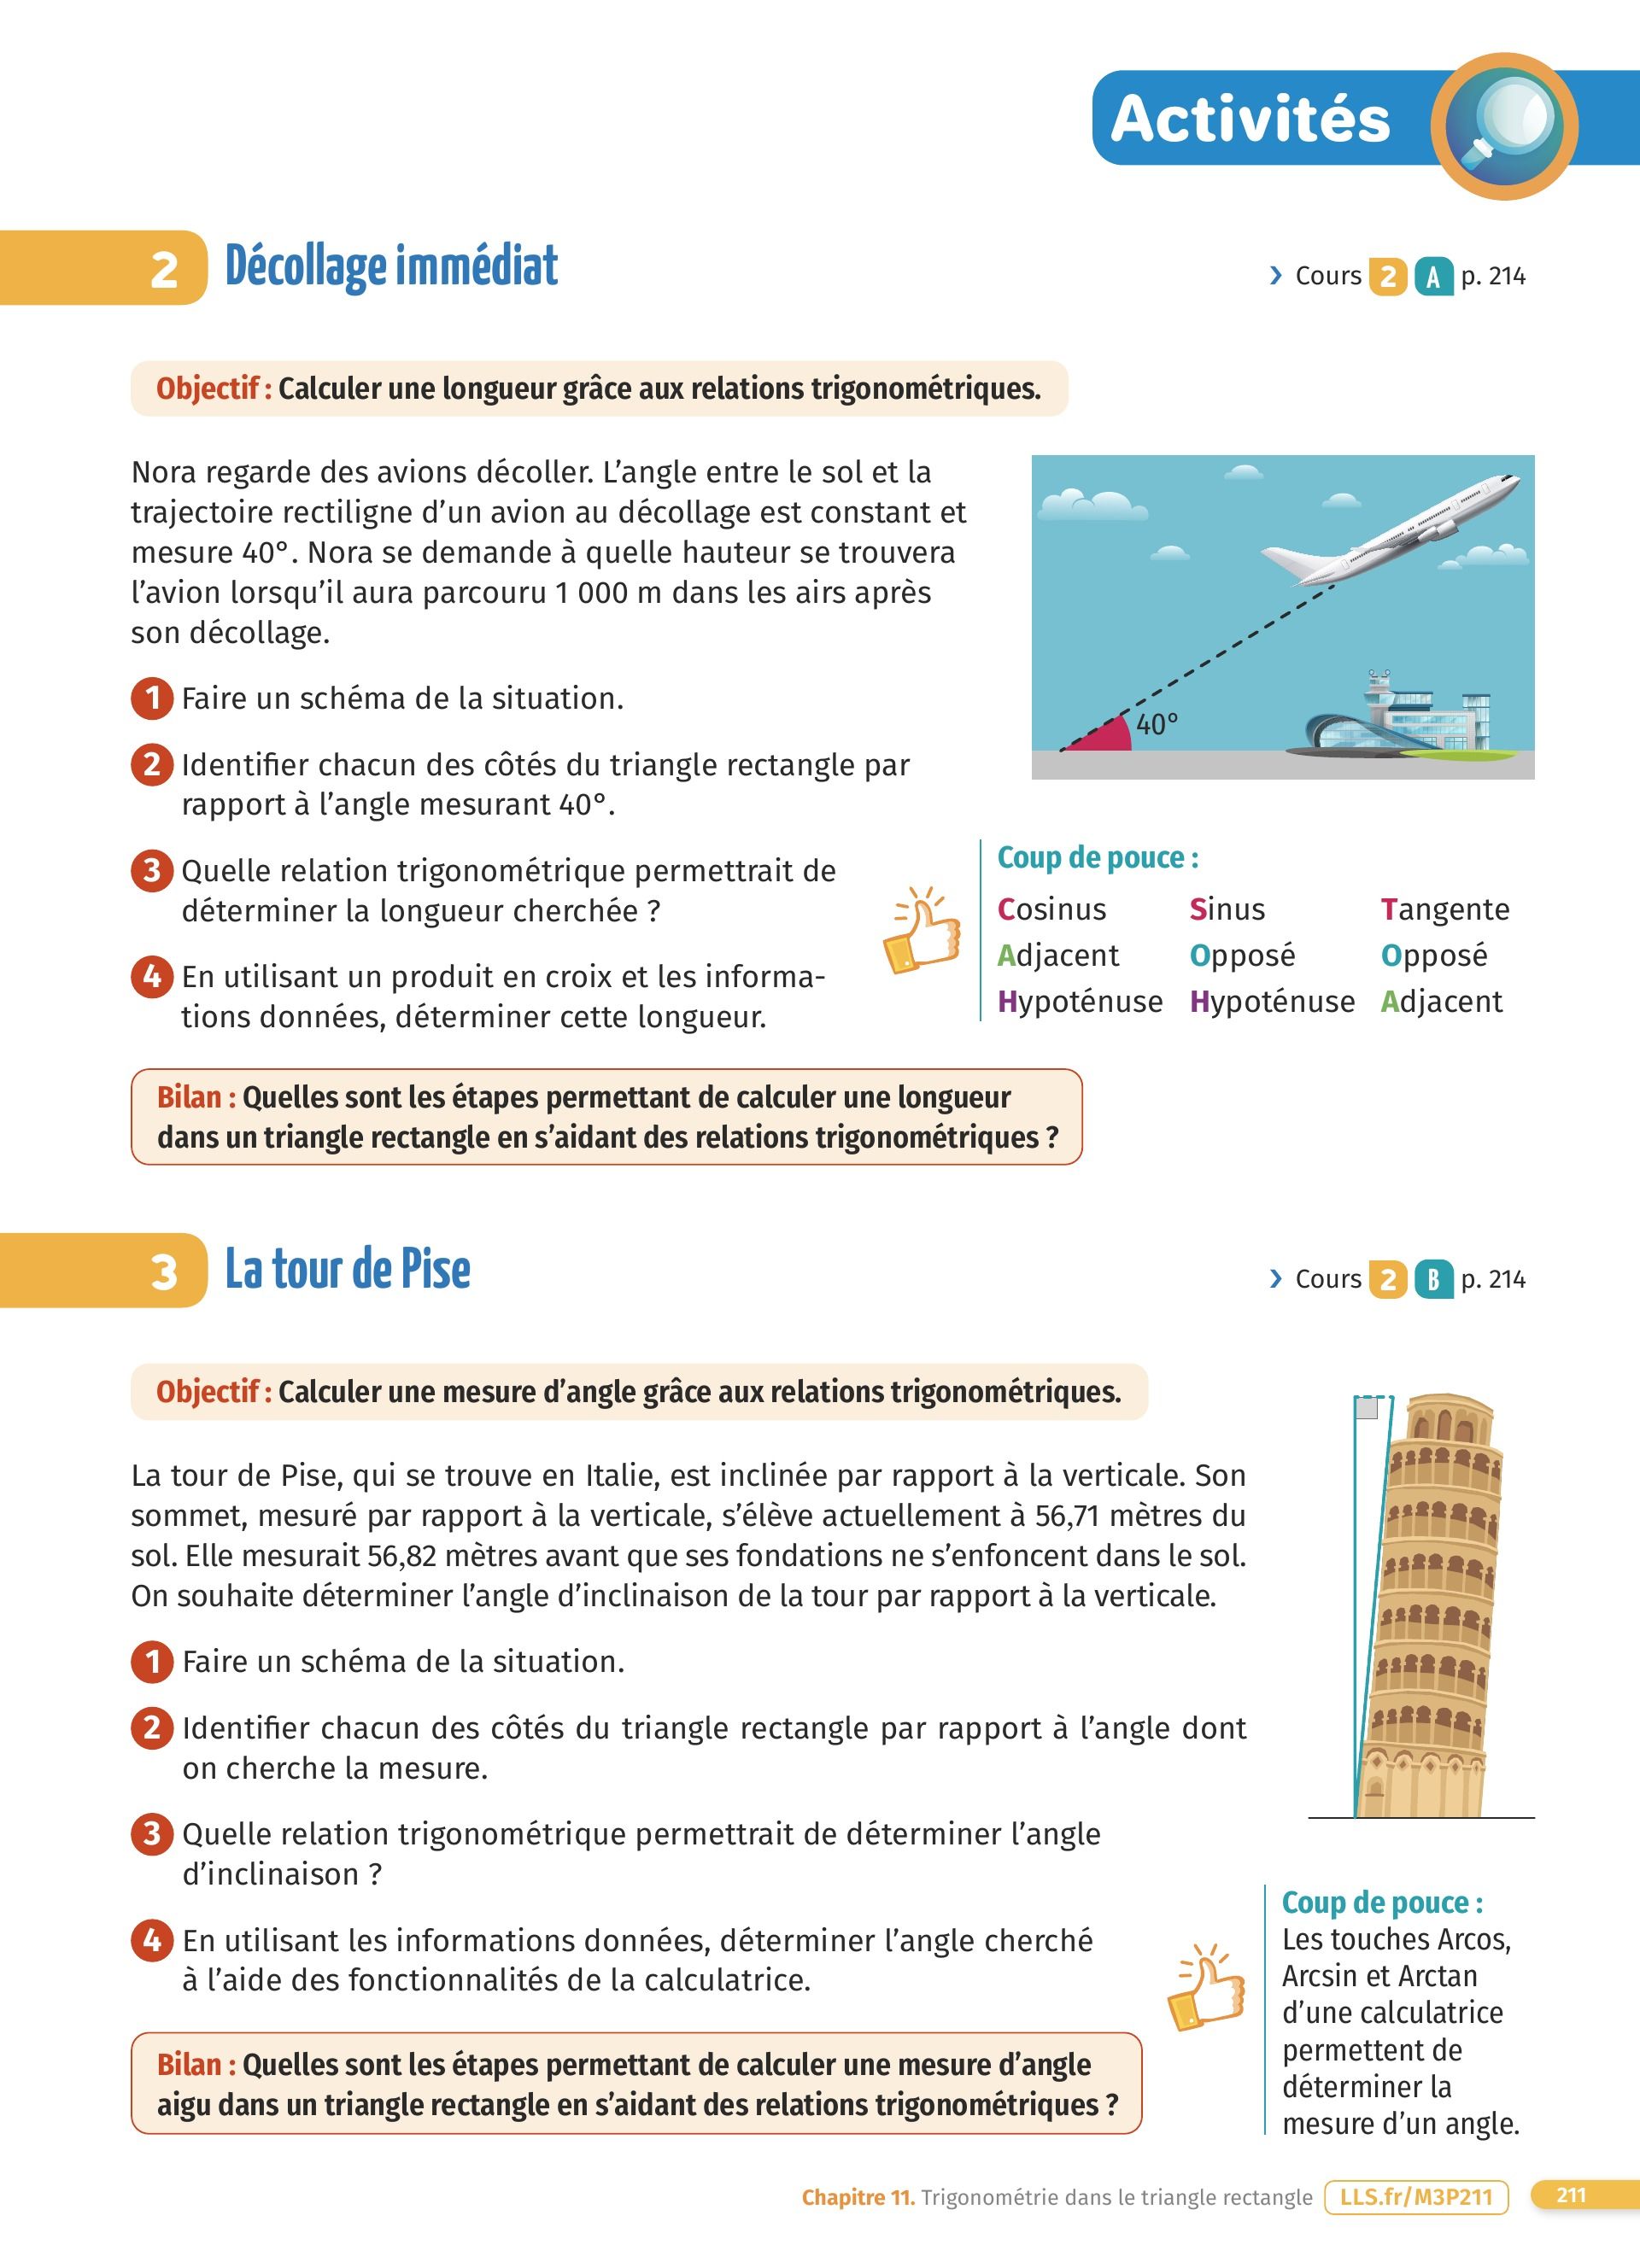 Activités
2 Décollage immédiat
› Cours 2 A p. 214
Objectif : Calculer une longueur grâce aux relations trigonométriques.
Nora regarde des avions décoller. L’angle entre le sol et la
trajectoire rectiligne d’un avion au décollage est constant et
mesure 40°. Nora se demande à quelle hauteur se trouvera
l’avion lorsqu’il aura parcouru 1 000 m dans les airs après
son décollage.
40°
1 Faire un schéma de la situation.
2 Identifier chacun des côtés du triangle rectangle par
rapport à l’angle mesurant 40°.
3 Quelle relation trigonométrique permettrait de
déterminer la longueur cherchée ?
4 En utilisant un produit en croix et les informa-
tions données, déterminer cette longueur.
Coup de pouce :
Cosinus Sinus Tangente
Adjacent Opposé Opposé
Hypoténuse Hypoténuse Adjacent
Bilan : Quelles sont les étapes permettant de calculer une longueur
dans un triangle rectangle en s’aidant des relations trigonométriques ?
3 La tour de Pise
› Cours 2 B p. 214
Objectif : Calculer une mesure d’angle grâce aux relations trigonométriques.
La tour de Pise, qui se trouve en Italie, est inclinée par rapport à la verticale. Son
sommet, mesuré par rapport à la verticale, s’élève actuellement à 56,71 mètres du
sol. Elle mesurait 56,82 mètres avant que ses fondations ne s’enfoncent dans le sol.
On souhaite déterminer l’angle d’inclinaison de la tour par rapport à la verticale.
1 Faire un schéma de la situation.
2 Identifier chacun des côtés du triangle rectangle par rapport à l’angle dont
on cherche la mesure.
3 Quelle relation trigonométrique permettrait de déterminer l’angle
d’inclinaison ?
4 En utilisant les informations données, déterminer l’angle cherché
à l’aide des fonctionnalités de la calculatrice.
Coup de pouce :
Les touches Arcos,
Arcsin et Arctan
d’une calculatrice
permettent de
déterminer la
mesure d’un angle.
Bilan : Quelles sont les étapes permettant de calculer une mesure d’angle
aigu dans un triangle rectangle en s’aidant des relations trigonométriques ?
Chapitre 11. Trigonométrie dans le triangle rectangle LLS.fr/M3P211 211